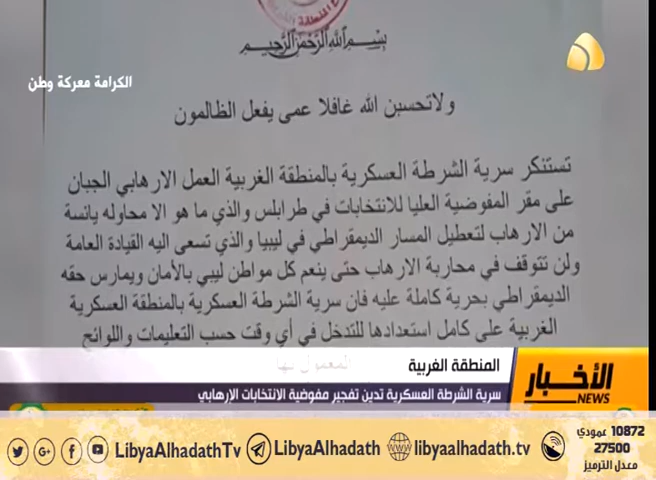 بسم الله الرحمن الرحيم
الكرامة معركة وطن
ولاتحسبن الله غافلا عمى يفعل الظالمون
تستنكر سرية الشرطة العسكرية بالمنطقة الغربية العمل الارهابي الجبان
على مقر المفوضية العليا للانتخابات في طرابلس والذي ما هو الا محاوله يائسة
من الارهاب لتعطيل المسار الديمقراطي في ليبيا والذي تسعى اليه القيادة العامة
ولن تتوقف في محاربة الارهاب حتى ينعم كل مواطن ليبي بالأمان ويمارس حقه
الديمقراطي بحرية كاملة عليه فان سرية الشرطة العسكرية بالمنطقة العسكرية
الغربية على كامل استعدادها للتدخل في أي وقت حسب التعليمات واللوائح
المعمول بها
المنطقة الغربية
سرية الشرطة العسكرية تدين تفجير مفوضية الانتخابات الإرهابي
الأخبار
NEWS
LibyaAlhadathTv LibyaAlhadath libyaalhadath.tv
10872 عمودي
27500
معدل الترميز